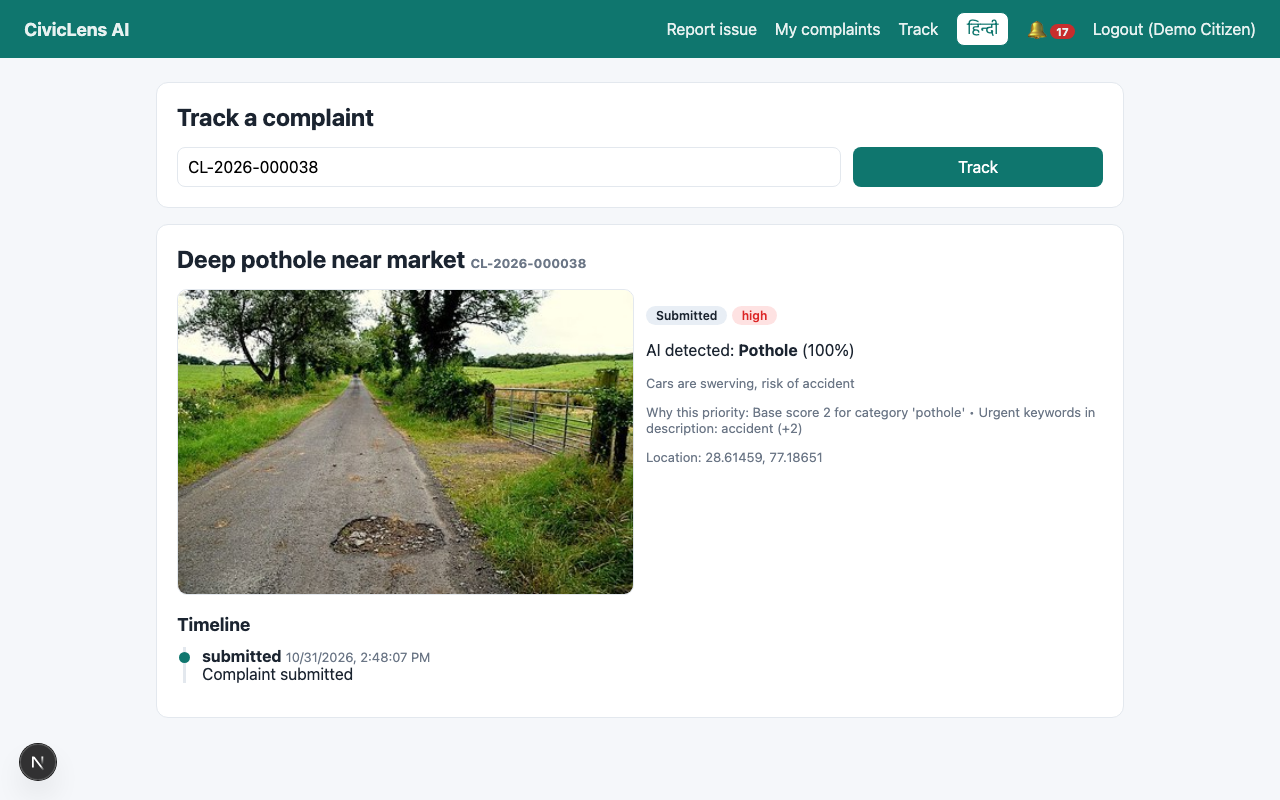 CivicLens AI
Report issue
My complaints
Track
हिन्दी
17
Logout (Demo Citizen)
Track a complaint
CL-2026-000038
Track
Deep pothole near market CL-2026-000038
Submitted
high
AI detected: Pothole (100%)
Cars are swerving, risk of accident
Why this priority: Base score 2 for category 'pothole' • Urgent keywords in
description: accident (+2)
Location: 28.61459, 77.18651
Timeline
submitted 10/31/2026, 2:48:07 PM
Complaint submitted
N